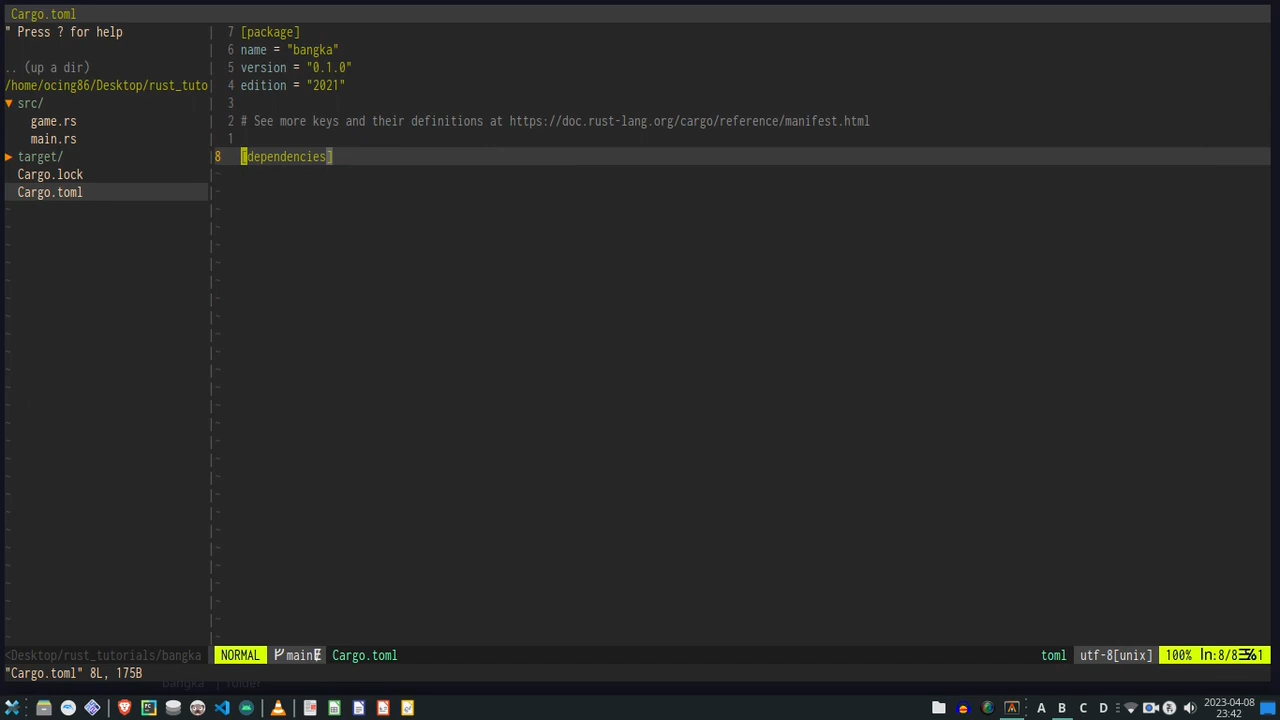 Cargo.toml
" Press ? for help
.. (up a dir)
/home/ocing86/Desktop/rust_tuto
▼ src/
game.rs
main.rs
▶ target/
Cargo.lock
Cargo.toml
7 [package]
6 name = "bangka"
5 version = "0.1.0"
4 edition = "2021"
3
2 # See more keys and their definitions at https://doc.rust-lang.org/cargo/reference/manifest.html
1
8 [dependencies]
<Desktop/rust_tutorials/bangka
NORMAL main Cargo.toml
toml utf-8[unix] 100% ln:8/8
"Cargo.toml" 8L, 175B
bangka folder
A B C D
2023-04-08
23:42